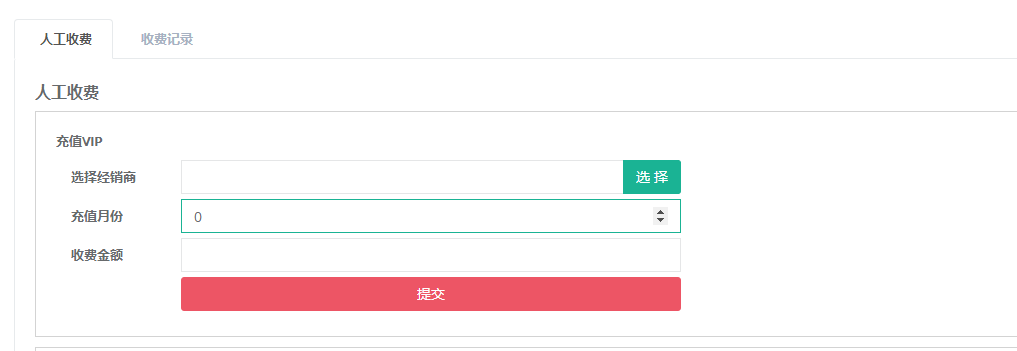 人工收费 收费记录
人工收费
充值VIP
选择经销商 选 择
充值月份 0
收费金额
提交